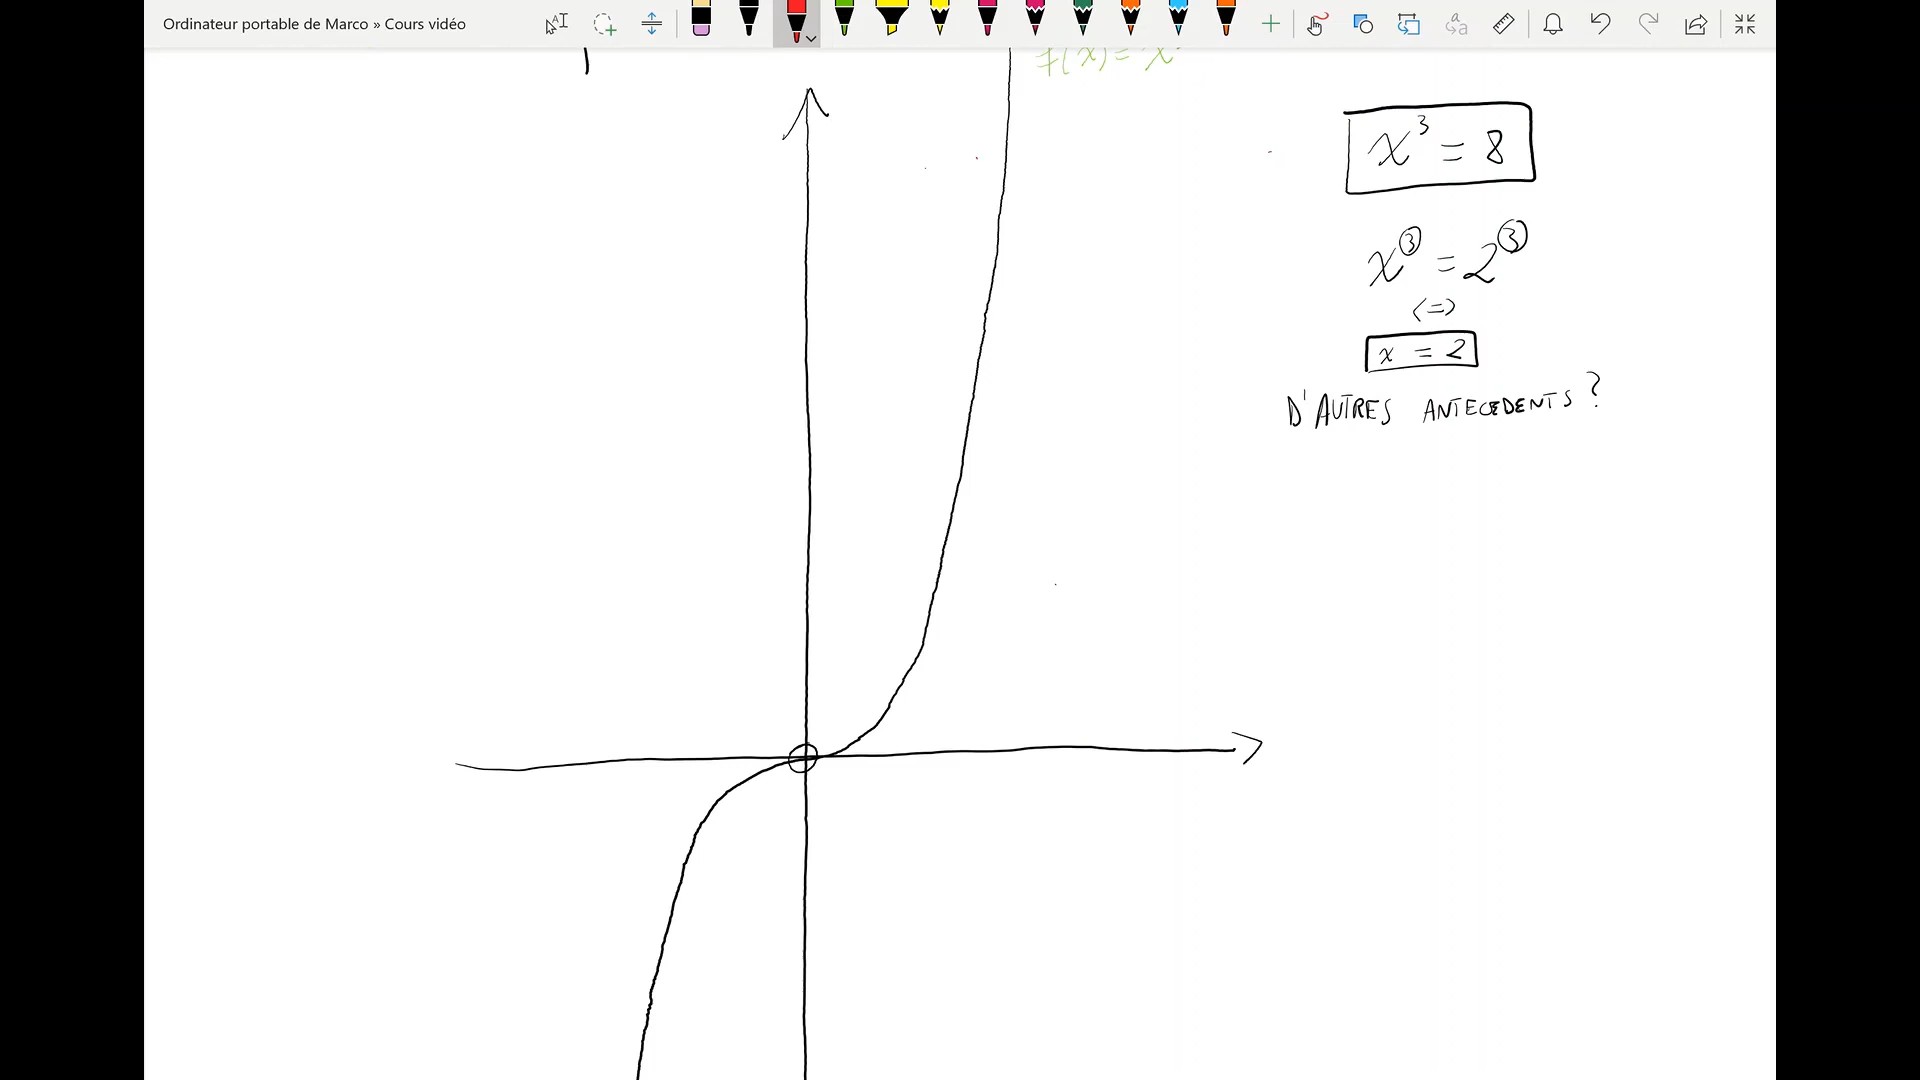 Ordinateur portable de Marco » Cours vidéo
x³ = 8
x³ = 2³
<=>
x = 2
D'AUTRES ANTECEDENTS ?